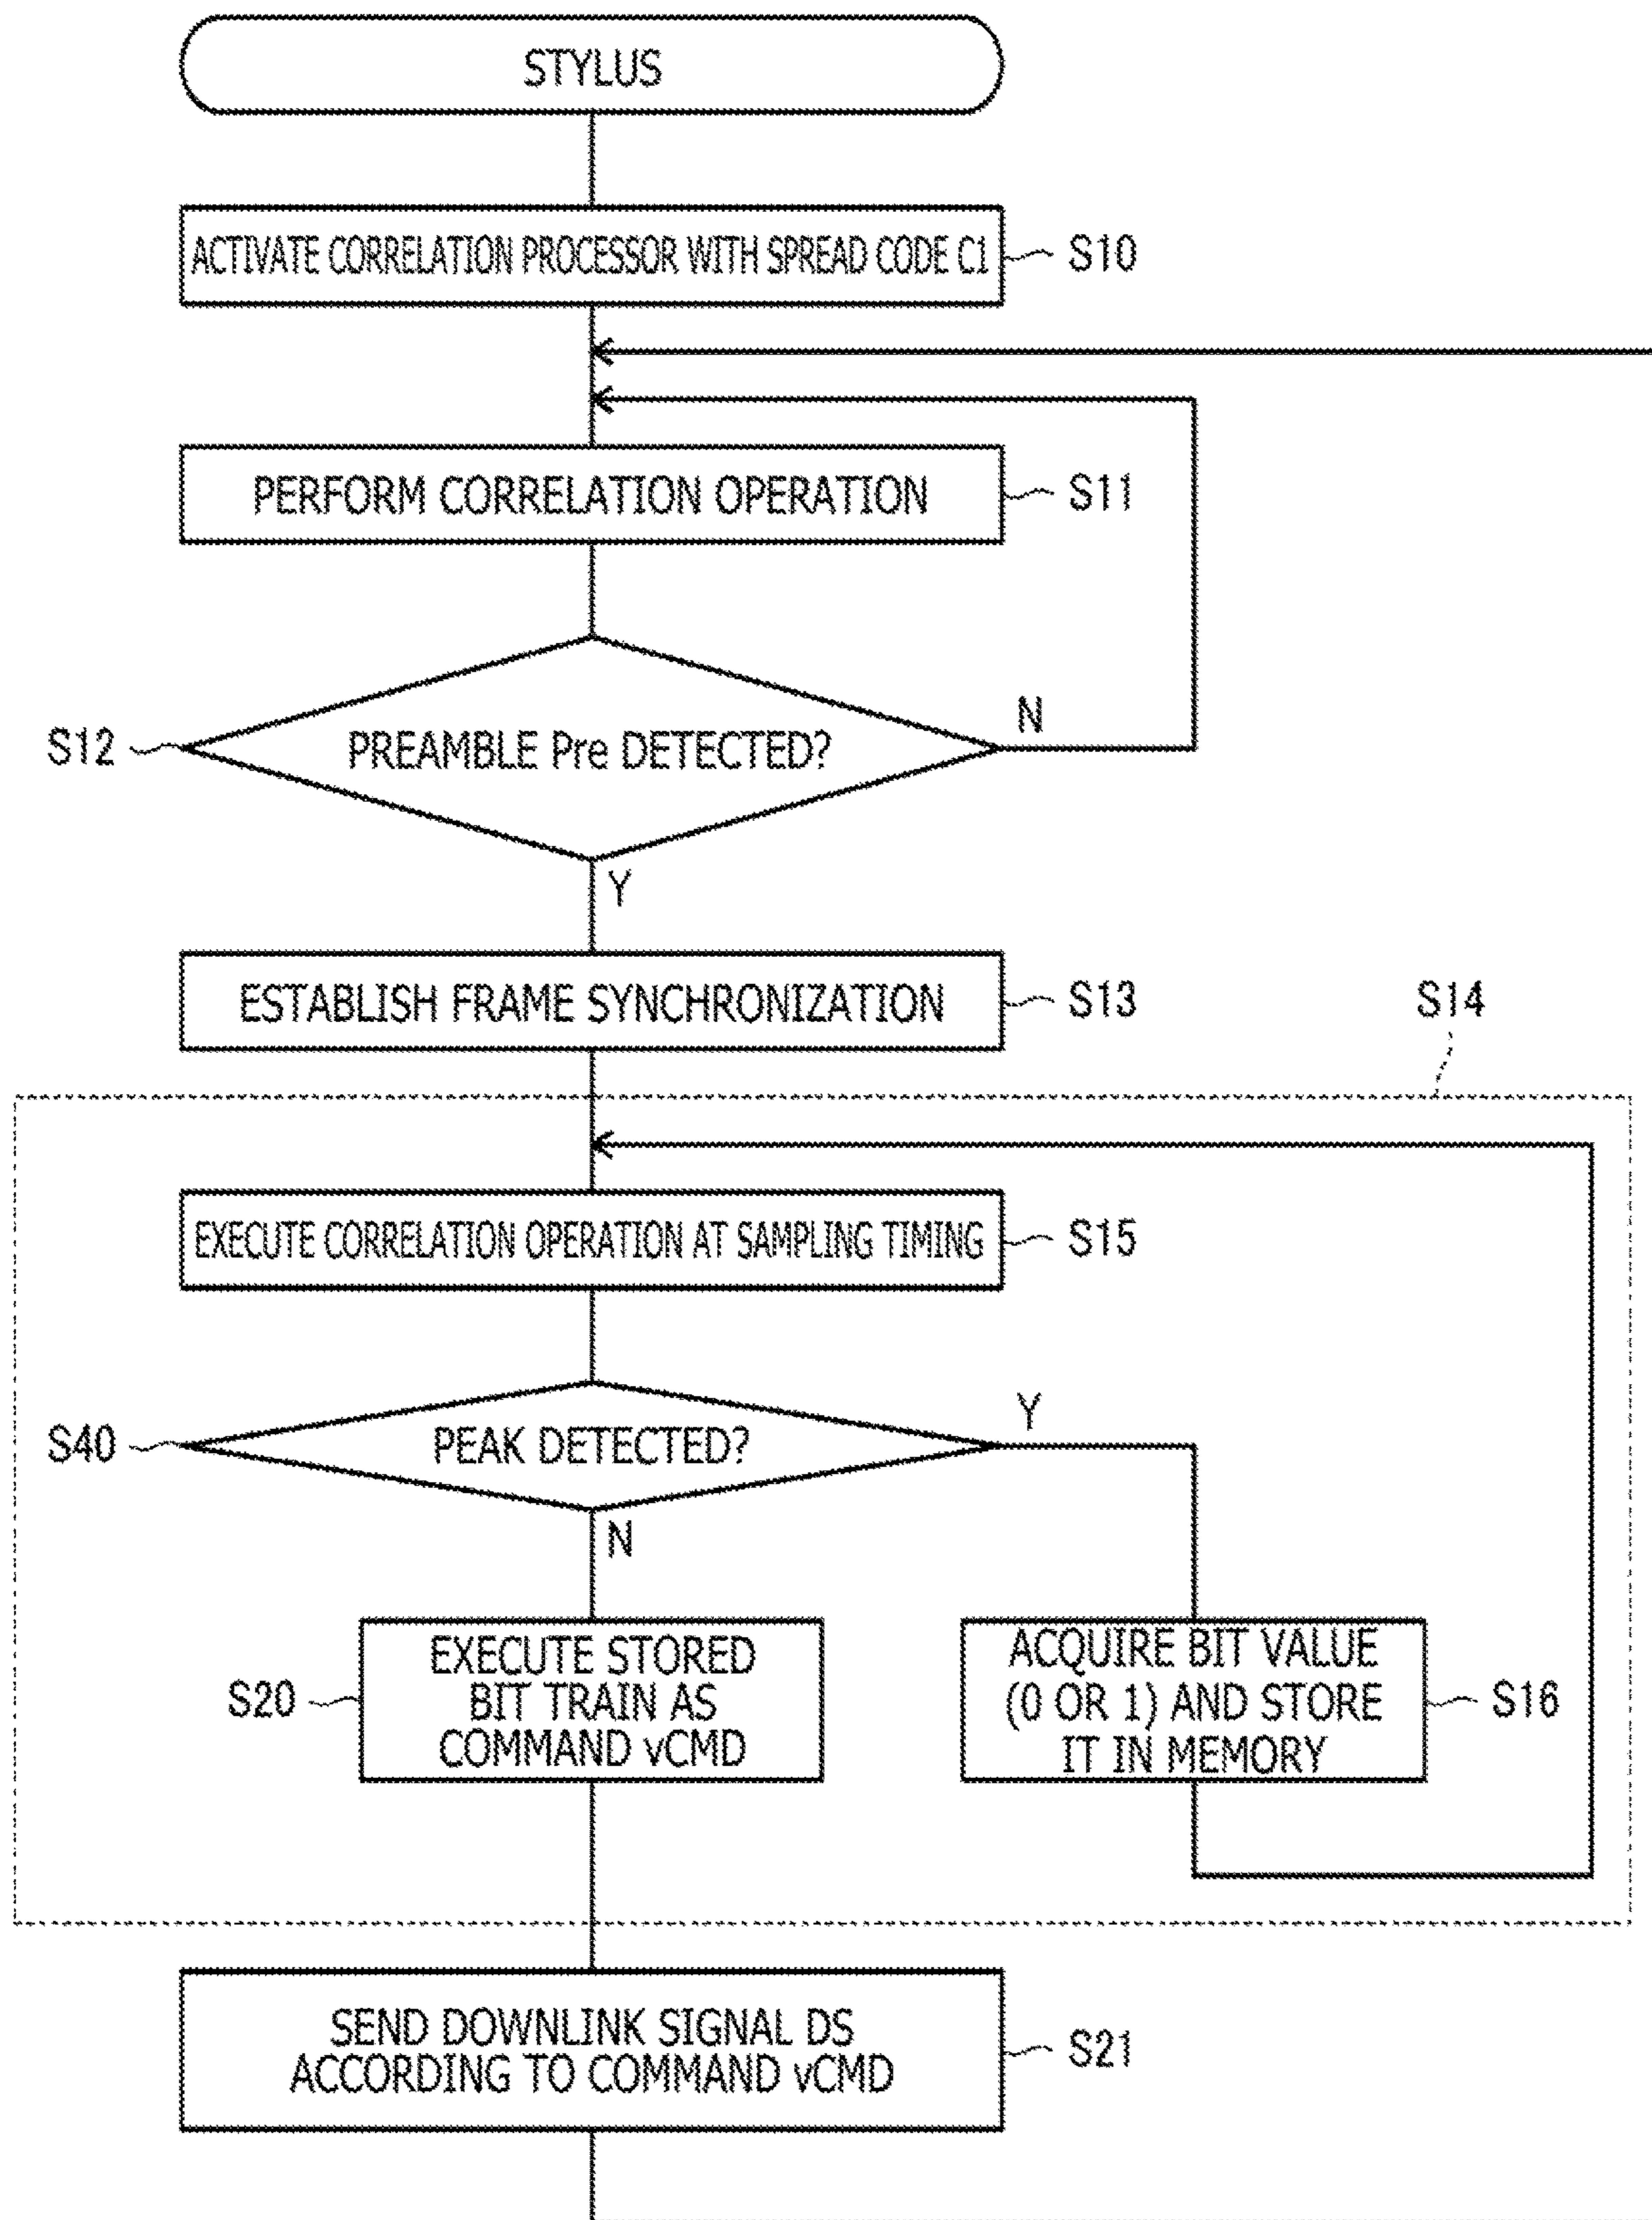 STYLUS
ACTIVATE CORRELATION PROCESSOR WITH SPREAD CODE C1
S10
PERFORM CORRELATION OPERATION
S11
N
S12
PREAMBLE Pre DETECTED?
Y
ESTABLISH FRAME SYNCHRONIZATION
S13
S14
EXECUTE CORRELATION OPERATION AT SAMPLING TIMING
S15
Y
S40
PEAK DETECTED?
N
S20
EXECUTE STORED
BIT TRAIN AS
COMMAND vCMD
ACQUIRE BIT VALUE
(0 OR 1) AND STORE
IT IN MEMORY
S16
SEND DOWNLINK SIGNAL DS
ACCORDING TO COMMAND vCMD
S21